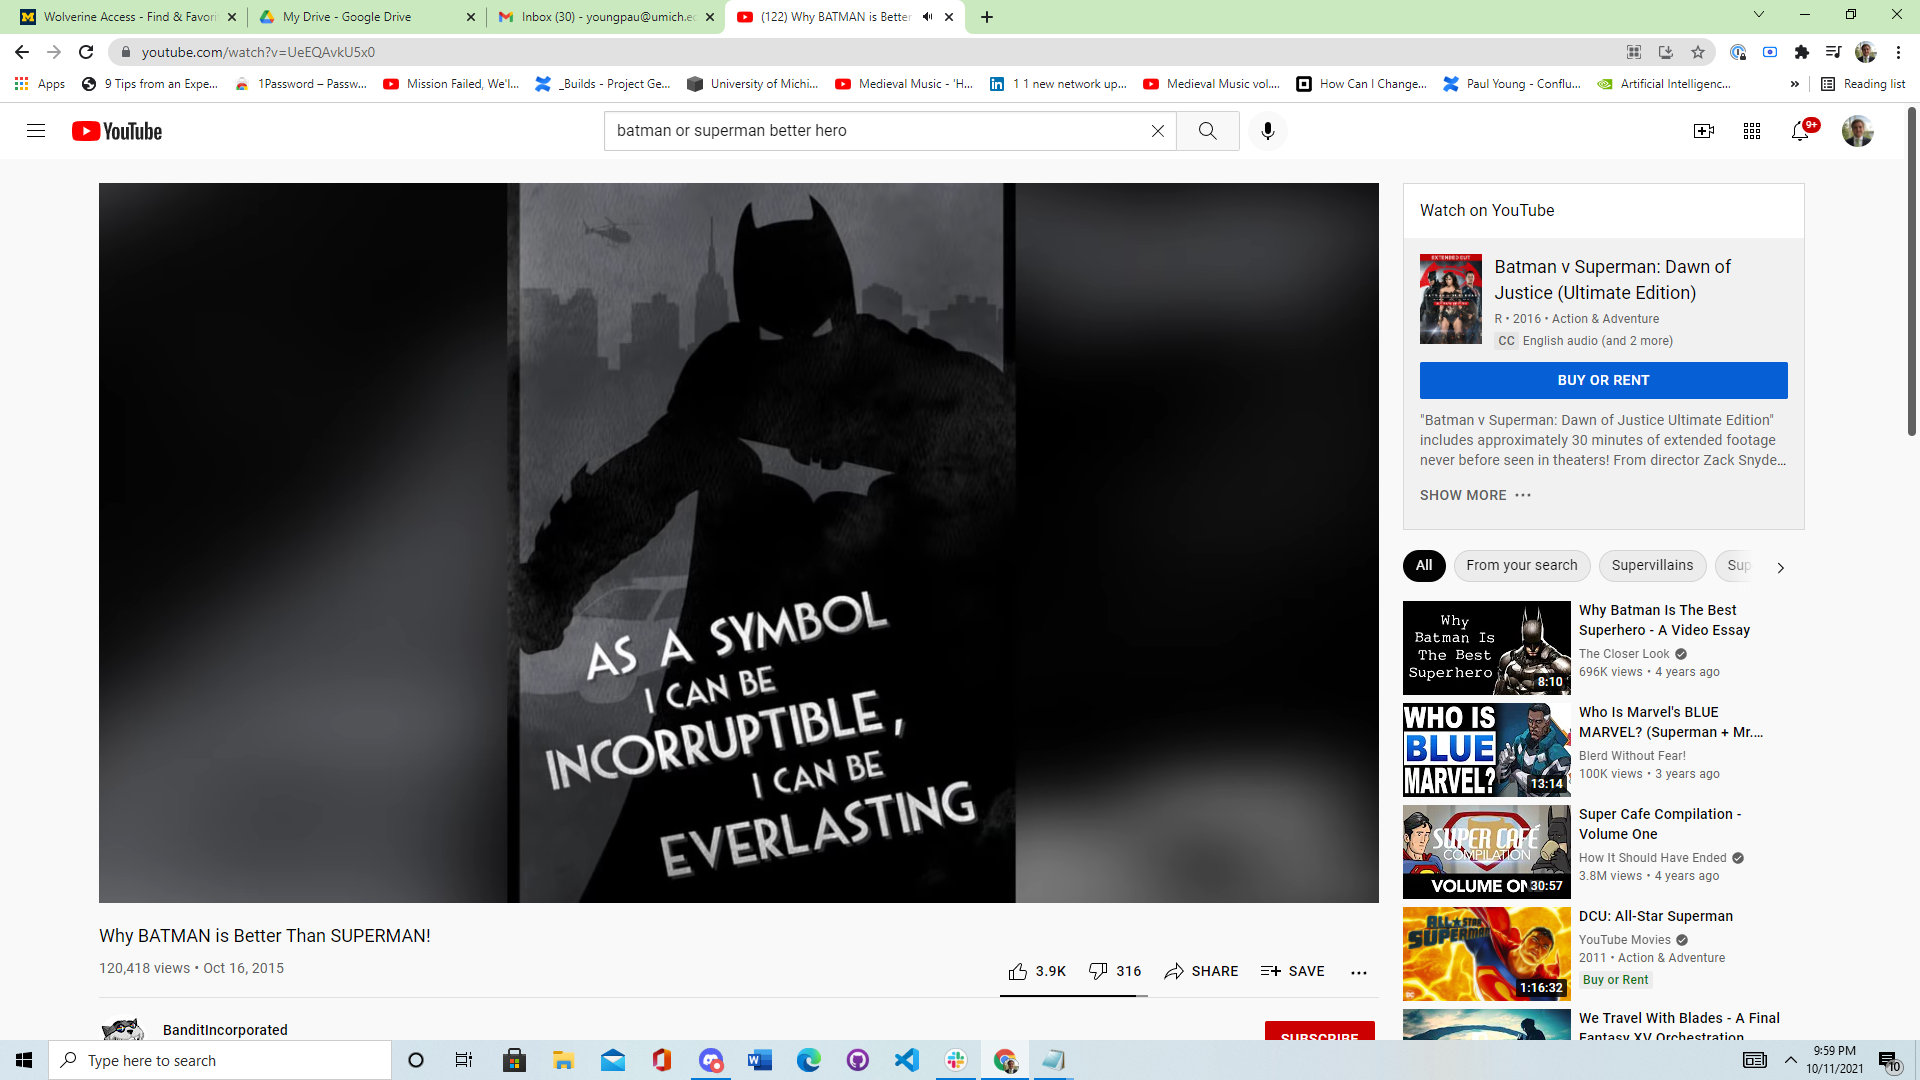 Wolverine Access - Find & Favorit
My Drive - Google Drive
Inbox (30) - youngpau@umich.ed
(122) Why BATMAN is Better
youtube.com/watch?v=UeEQAvkU5x0
Apps
9 Tips from an Expe...
1Password – Passw...
Mission Failed, We'l...
_Builds - Project Ge...
University of Michi...
Medieval Music - 'H...
1 1 new network up...
Medieval Music vol....
How Can I Change...
Paul Young - Conflu...
Artificial Intelligenc...
»
Reading list
YouTube
batman or superman better hero
9+
AS A SYMBOL
I CAN BE
INCORRUPTIBLE,
I CAN BE
EVERLASTING
Why BATMAN is Better Than SUPERMAN!
120,418 views • Oct 16, 2015
3.9K
316
SHARE
SAVE
BanditIncorporated
SUBSCRIBE
Watch on YouTube
EXTENDED CUT
Batman v Superman: Dawn of
Justice (Ultimate Edition)
R • 2016 • Action & Adventure
CC English audio (and 2 more)
BUY OR RENT
"Batman v Superman: Dawn of Justice Ultimate Edition"
includes approximately 30 minutes of extended footage
never before seen in theaters! From director Zack Snyde...
SHOW MORE
All
From your search
Supervillains
Sup
Why
Batman Is
The Best
Superhero
8:10
Why Batman Is The Best
Superhero - A Video Essay
The Closer Look
696K views • 4 years ago
WHO IS
BLUE
MARVEL?
13:14
Who Is Marvel's BLUE
MARVEL? (Superman + Mr....
Blerd Without Fear!
100K views • 3 years ago
SUPER CAFÉ
COMPILATION
VOLUME ON
30:57
Super Cafe Compilation -
Volume One
How It Should Have Ended
3.8M views • 4 years ago
ALL-STAR
SUPERMAN
1:16:32
DCU: All-Star Superman
YouTube Movies
2011 • Action & Adventure
Buy or Rent
We Travel With Blades - A Final
Fantasy XV Orchestration
Type here to search
9:59 PM
10/11/2021
10